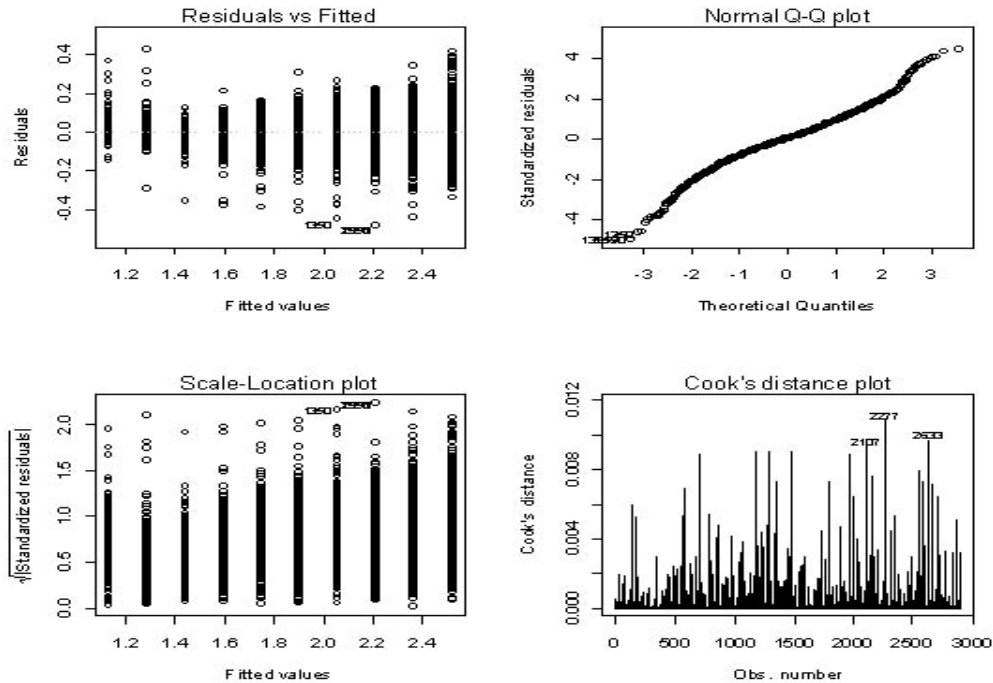 Residuals vs Fitted
Residuals
0.4
0.2
0.0
-0.2
-0.4
1.2 1.4 1.6 1.8 2.0 2.2 2.4
Fitted values
Normal Q-Q plot
Standardized residuals
4
2
0
-2
-4
-3 -2 -1 0 1 2 3
Theoretical Quantiles
Scale-Location plot
√|Standardized residuals|
2.0
1.5
1.0
0.5
0.0
1.2 1.4 1.6 1.8 2.0 2.2 2.4
Fitted values
Cook's distance plot
Cook's distance
0.012
0.008
0.004
0.000
2277
2107
2633
0 500 1000 1500 2000 2500 3000
Obs. number